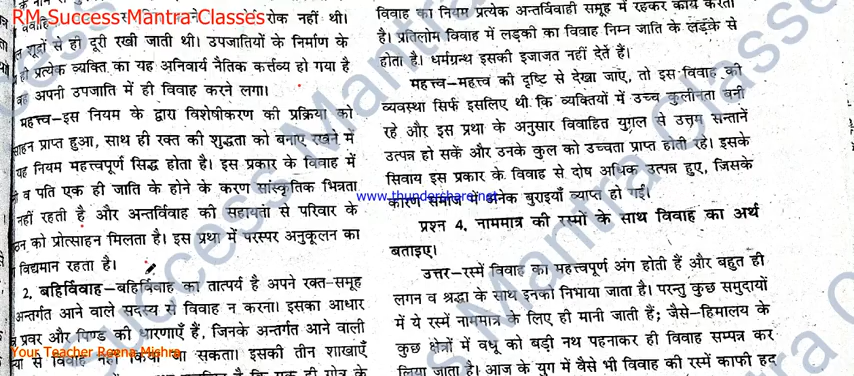 RM-Success Mantra Classes
रोक नहीं थी।
शूद्रों से ही दूरी रखी जाती थी। उपजातियों के निर्माण के
ही प्रत्येक व्यक्ति का यह अनिवार्य नैतिक कर्त्तव्य हो गया है
वह अपनी उपजाति में ही विवाह करने लगा।
महत्त्व–इस नियम के द्वारा विशेषीकरण की प्रक्रिया को
प्राप्त हुआ, साथ ही रक्त की शुद्धता को बनाए रखने में
यह नियम महत्त्वपूर्ण सिद्ध होता है। इस प्रकार के विवाह में
व पति एक ही जाति के होने के करण सांस्कृतिक भिन्नता
नहीं रहती है और अन्तर्विवाह की सहायता से परिवार के
को प्रोत्साहन मिलता है। इस प्रथा में परस्पर अनुकूलन का
विद्यमान रहता है।
2. बहिर्विवाह–बहिर्विवाह का तात्पर्य है अपने रक्त-समूह
अन्तर्गत आने वाले सदस्य से विवाह न करना। इसका आधार
प्रवर और पिण्ड की धारणाएँ हैं, जिनके अन्तर्गत आने वाली
से विवाह नहीं किया जा सकता। इसकी तीन शाखाएँ
Your Teacher Reena Mishra
विवाह का नियम प्रत्येक अन्तर्विवाही समूह में रहकर कार्य करता
है। प्रतिलोम विवाह में लड़की का विवाह निम्न जाति के लड़के से
होता है। धर्मग्रन्थ इसकी इजाजत नहीं देते हैं।
महत्त्व–महत्त्व की दृष्टि से देखा जाए, तो इस विवाह की
व्यवस्था सिर्फ इसलिए थी कि व्यक्तियों में उच्च कुलीनता बनी
रहे और इस प्रथा के अनुसार विवाहित युगल से उत्तम सन्तानें
उत्पन्न हो सकें और उनके कुल को उच्चता प्राप्त होती रहे। इसके
सिवाय इस प्रकार के विवाह से दोष अधिक उत्पन्न हुए, जिसके
कारण समाज में अनेक बुराइयाँ व्याप्त हो गईं।
www.thundershare.net
प्रश्न 4. नाममात्र की रस्मों के साथ विवाह का अर्थ
बताइए।
उत्तर–रस्में विवाह का महत्त्वपूर्ण अंग होती हैं और बहुत ही
लगन व श्रद्धा के साथ इनको निभाया जाता है। परन्तु कुछ समुदायों
में ये रस्में नाममात्र के लिए ही मानी जाती हैं; जैसे–हिमालय के
कुछ क्षेत्रों में वधू को बड़ी नथ पहनाकर ही विवाह सम्पन्न कर
लिया जाता है। आज के युग में वैसे भी विवाह की रस्में काफी हद